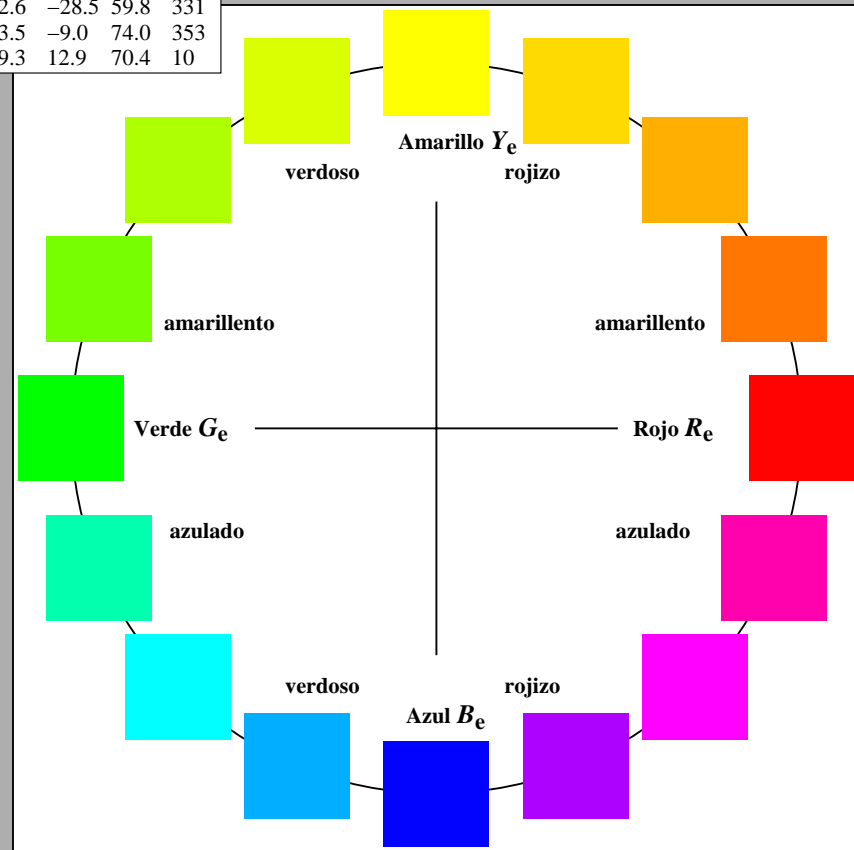 2.6 −28.5 59.8 331
3.5 −9.0 74.0 353
9.3 12.9 70.4 10
Amarillo Ye
verdoso rojizo
amarillento amarillento
Verde Ge Rojo Re
azulado azulado
verdoso rojizo
Azul Be